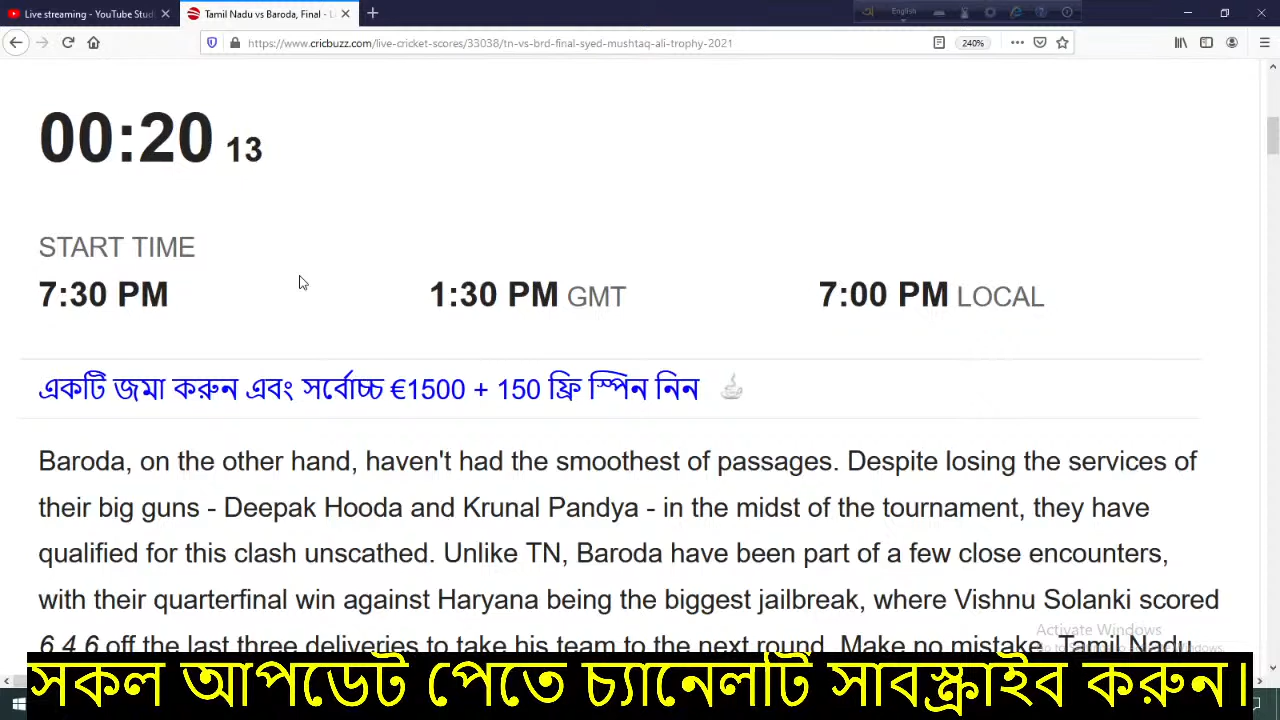 Live streaming - YouTube Stud
Tamil Nadu vs Baroda, Final - L
English
https://www.cricbuzz.com/live-cricket-scores/33038/tn-vs-brd-final-syed-mushtaq-ali-trophy-2021
240%
00:20 13
START TIME
7:30 PM 1:30 PM GMT 7:00 PM LOCAL
একটি জমা করুন এবং সর্বোচ্চ €1500 + 150 ফ্রি স্পিন নিন
Baroda, on the other hand, haven't had the smoothest of passages. Despite losing the services of
their big guns - Deepak Hooda and Krunal Pandya - in the midst of the tournament, they have
qualified for this clash unscathed. Unlike TN, Baroda have been part of a few close encounters,
with their quarterfinal win against Haryana being the biggest jailbreak, where Vishnu Solanki scored
6 4 6 off the last three deliveries to take his team to the next round. Make no mistake, Tamil Nadu
Activate Windows
সকল আপডেট পেতে চ্যানেলটি সাবস্ক্রাইব করুন।